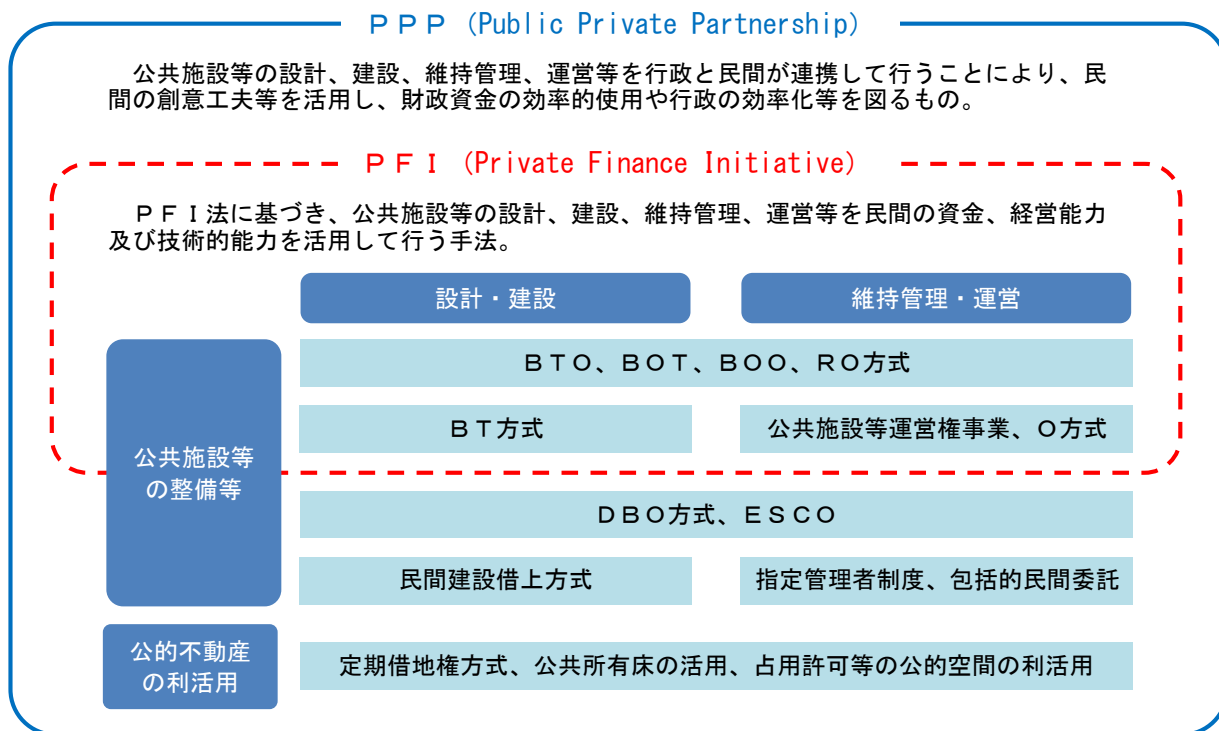 ＰＰＰ (Public Private Partnership)
公共施設等の設計、建設、維持管理、運営等を行政と民間が連携して行うことにより、民
間の創意工夫等を活用し、財政資金の効率的使用や行政の効率化等を図るもの。
ＰＦＩ (Private Finance Initiative)
ＰＦＩ法に基づき、公共施設等の設計、建設、維持管理、運営等を民間の資金、経営能力
及び技術的能力を活用して行う手法。
設計・建設
維持管理・運営
公共施設等
の整備等
ＢＴＯ、ＢＯＴ、ＢＯＯ、ＲＯ方式
ＢＴ方式
公共施設等運営権事業、Ｏ方式
ＤＢＯ方式、ＥＳＣＯ
民間建設借上方式
指定管理者制度、包括的民間委託
公的不動産
の利活用
定期借地権方式、公共所有床の活用、占用許可等の公的空間の利活用